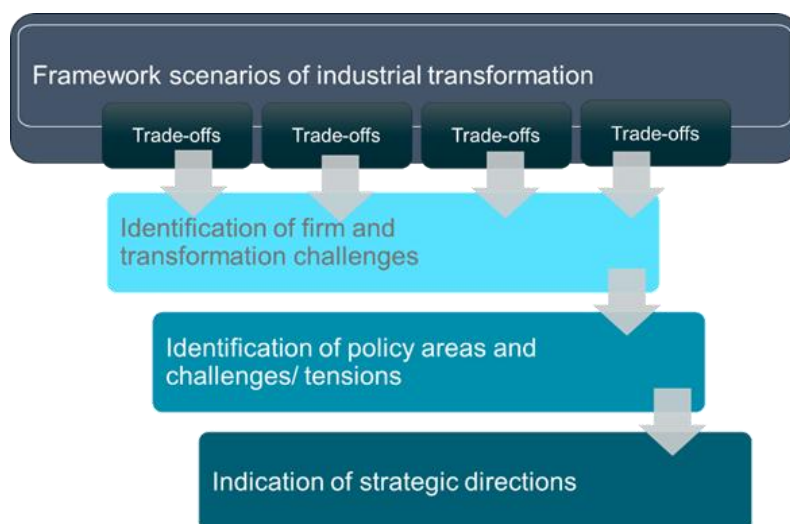 Framework scenarios of industrial transformation
Trade-offs Trade-offs Trade-offs Trade-offs
Identification of firm and
transformation challenges
Identification of policy areas and
challenges/ tensions
Indication of strategic directions